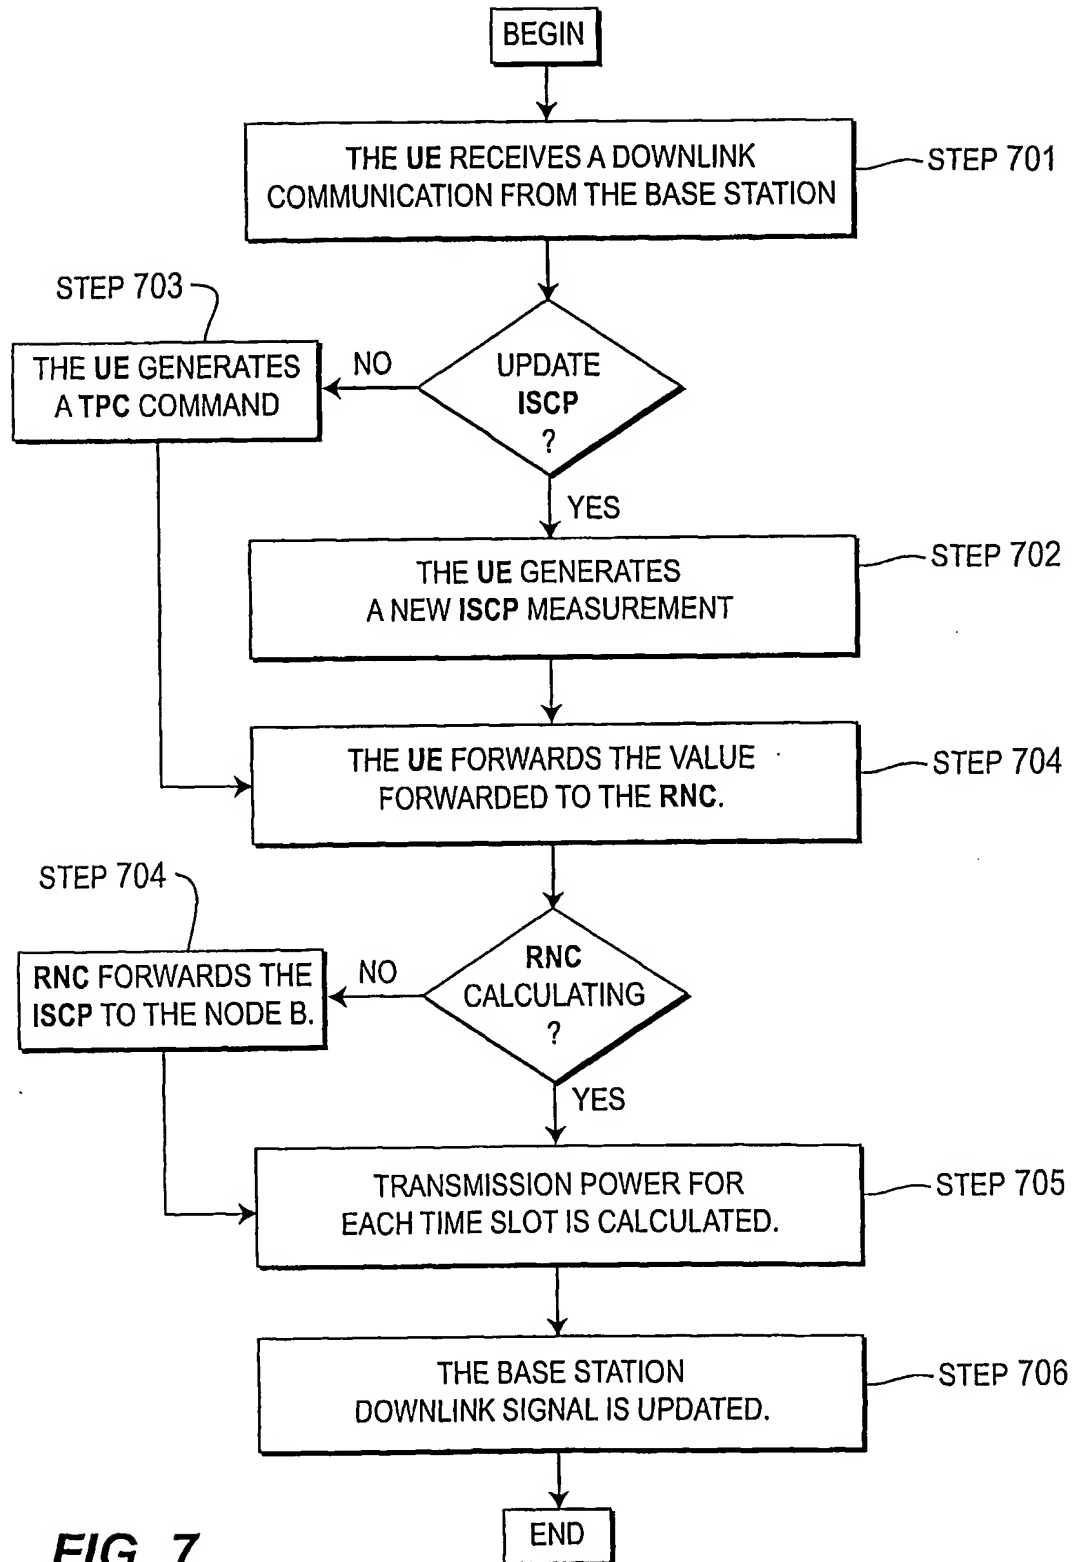 BEGIN
THE UE RECEIVES A DOWNLINK
COMMUNICATION FROM THE BASE STATION
STEP 701
UPDATE
ISCP
?
NO
STEP 703
THE UE GENERATES
A TPC COMMAND
YES
THE UE GENERATES
A NEW ISCP MEASUREMENT
STEP 702
THE UE FORWARDS THE VALUE
FORWARDED TO THE RNC.
STEP 704
RNC
CALCULATING
?
NO
STEP 704
RNC FORWARDS THE
ISCP TO THE NODE B.
YES
TRANSMISSION POWER FOR
EACH TIME SLOT IS CALCULATED.
STEP 705
THE BASE STATION
DOWNLINK SIGNAL IS UPDATED.
STEP 706
END
FIG. 7